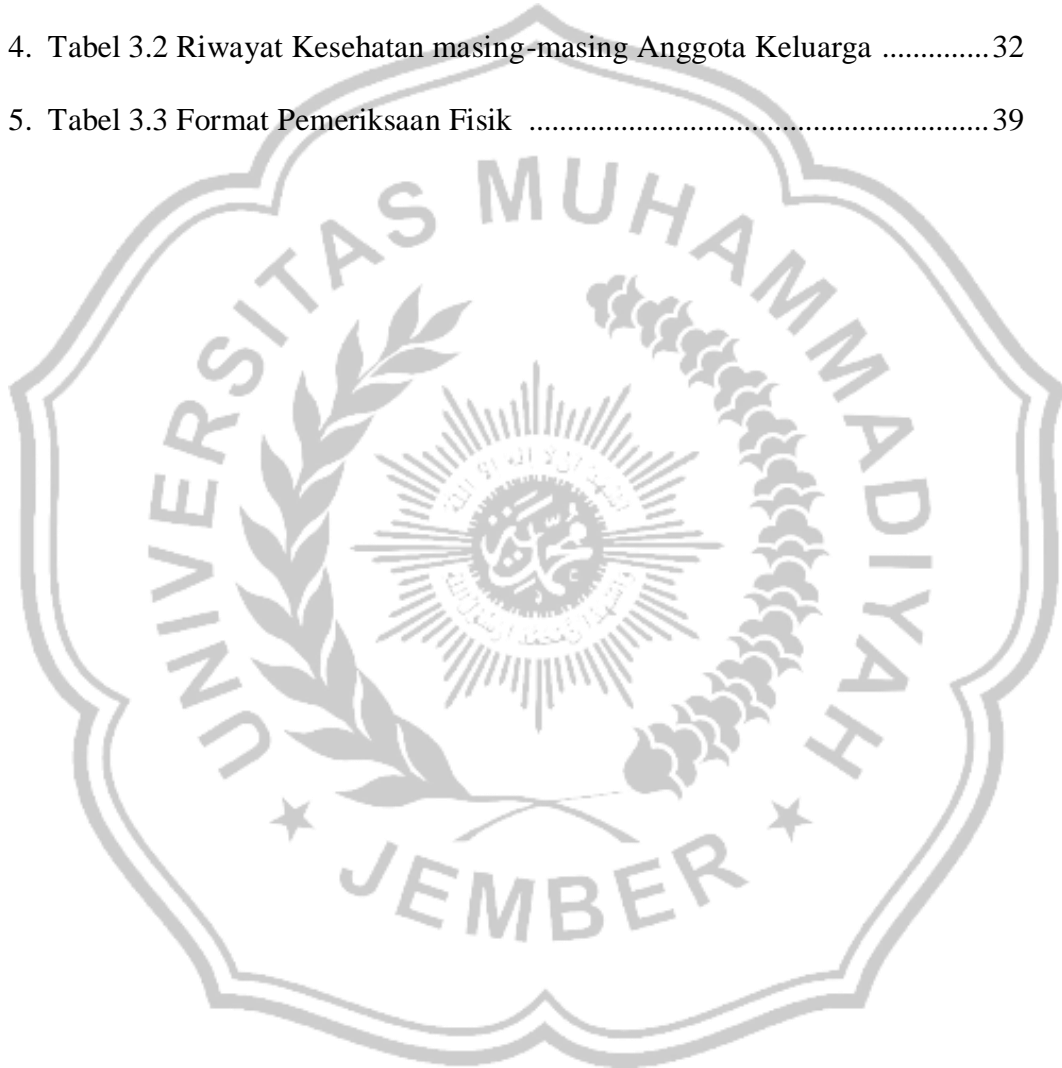 4. Tabel 3.2 Riwayat Kesehatan masing-masing Anggota Keluarga ..............32
5. Tabel 3.3 Format Pemeriksaan Fisik ............................................................39
UNIVERSITAS MUHAMMADIYAH
JEMBER